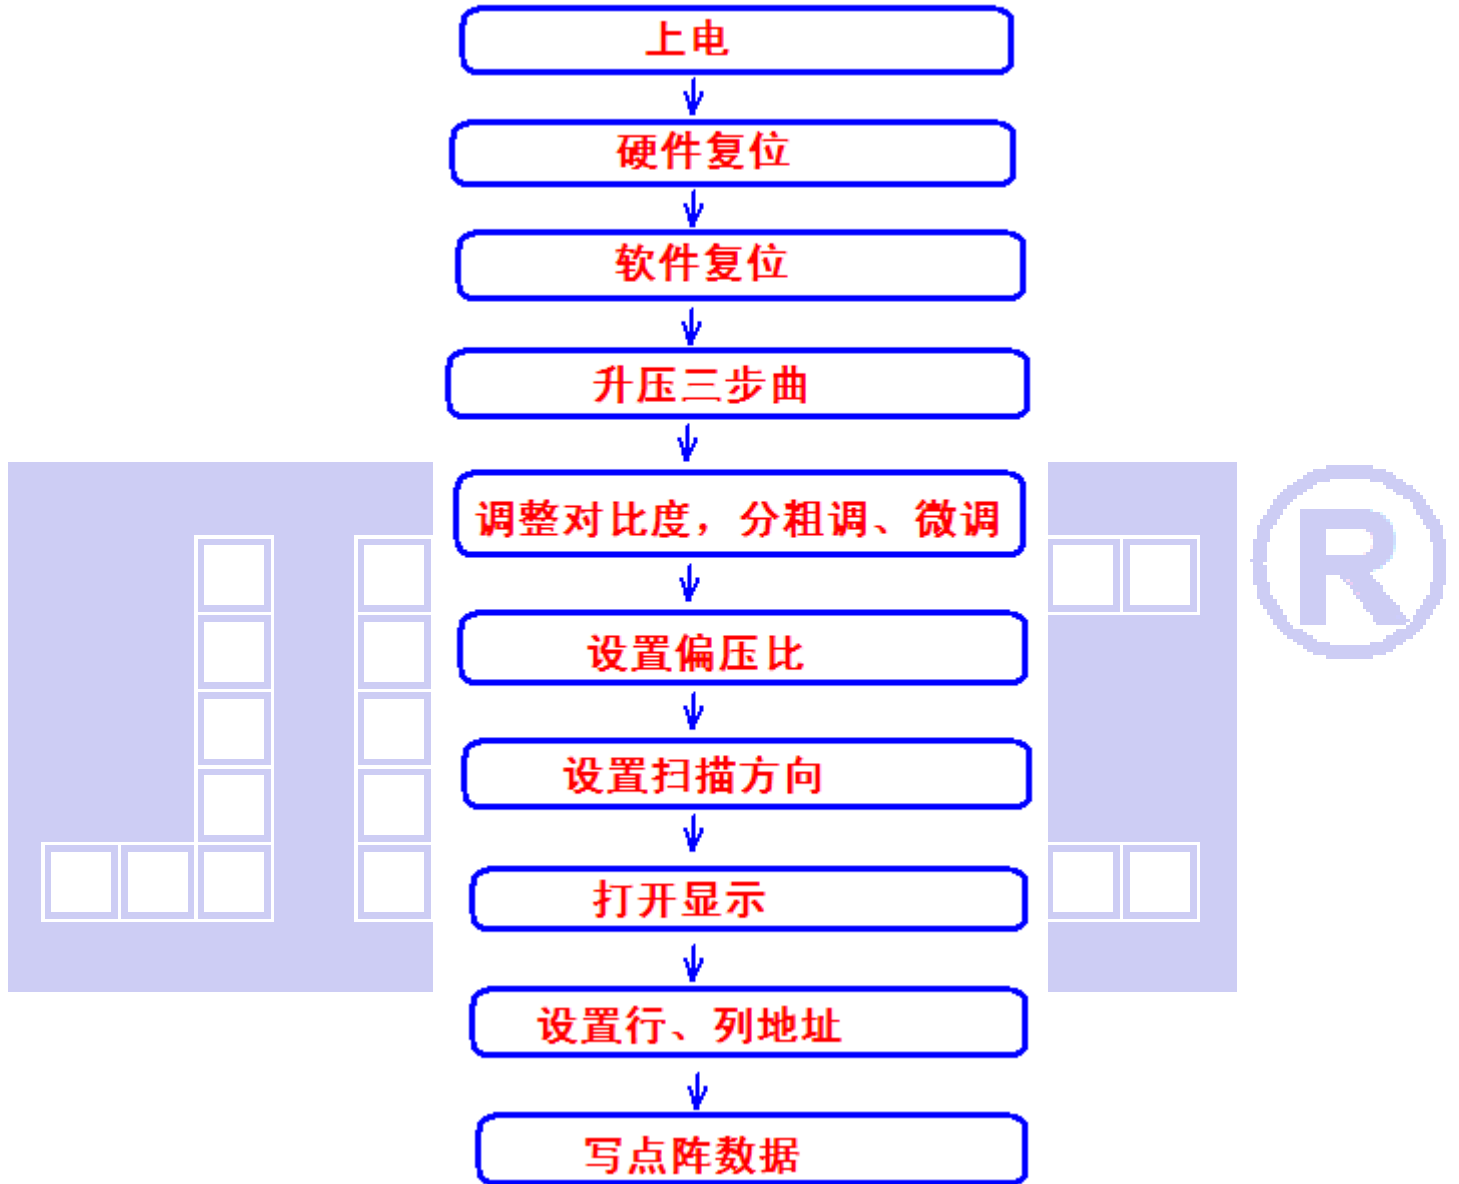 上电
硬件复位
软件复位
升压三步曲
调整对比度，分粗调、微调
设置偏压比
设置扫描方向
打开显示
设置行、列地址
写点阵数据
®